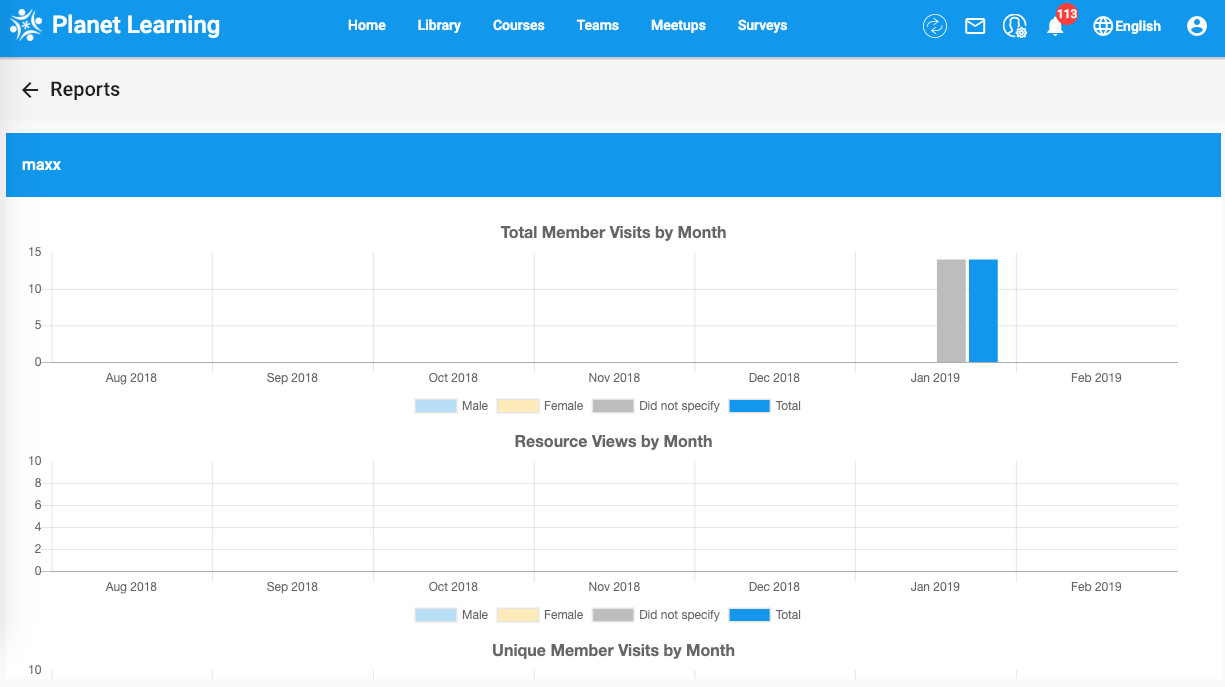 Planet Learning Home Library Courses Teams Meetups Surveys 113 English
Reports
maxx
Total Member Visits by Month
15
10
5
0
Aug 2018 Sep 2018 Oct 2018 Nov 2018 Dec 2018 Jan 2019 Feb 2019
Male Female Did not specify Total
Resource Views by Month
10
8
6
4
2
0
Aug 2018 Sep 2018 Oct 2018 Nov 2018 Dec 2018 Jan 2019 Feb 2019
Male Female Did not specify Total
Unique Member Visits by Month
10